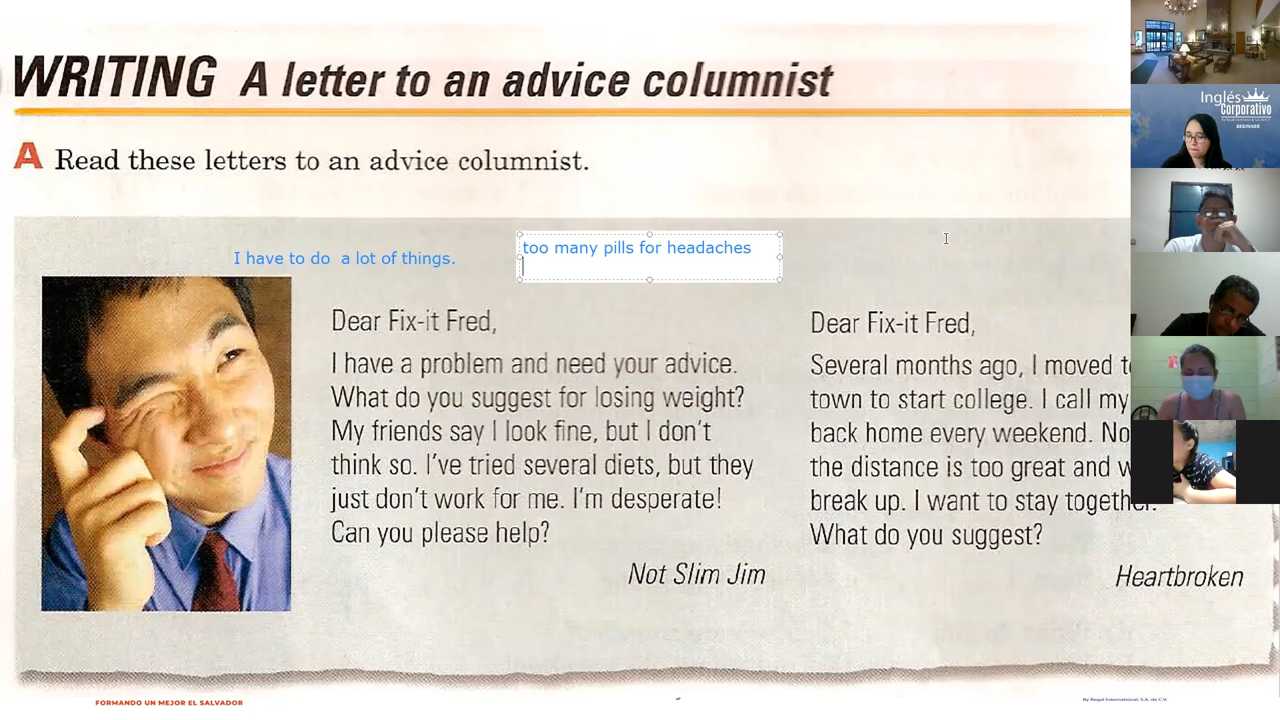 WRITING A letter to an advice columnist
A Read these letters to an advice columnist.
I have to do a lot of things.
too many pills for headaches
Dear Fix-it Fred,
I have a problem and need your advice.
What do you suggest for losing weight?
My friends say I look fine, but I don't
think so. I've tried several diets, but they
just don't work for me. I'm desperate!
Can you please help?
Not Slim Jim
Dear Fix-it Fred,
Several months ago, I moved
town to start college. I call my
back home every weekend.
the distance is too great and
break up. I want to stay together.
What do you suggest?
Heartbroken
Inglés
Corporativo
BEGINNER
FORMANDO UN MEJOR EL SALVADOR
By Regal International, S.A. de C.V.